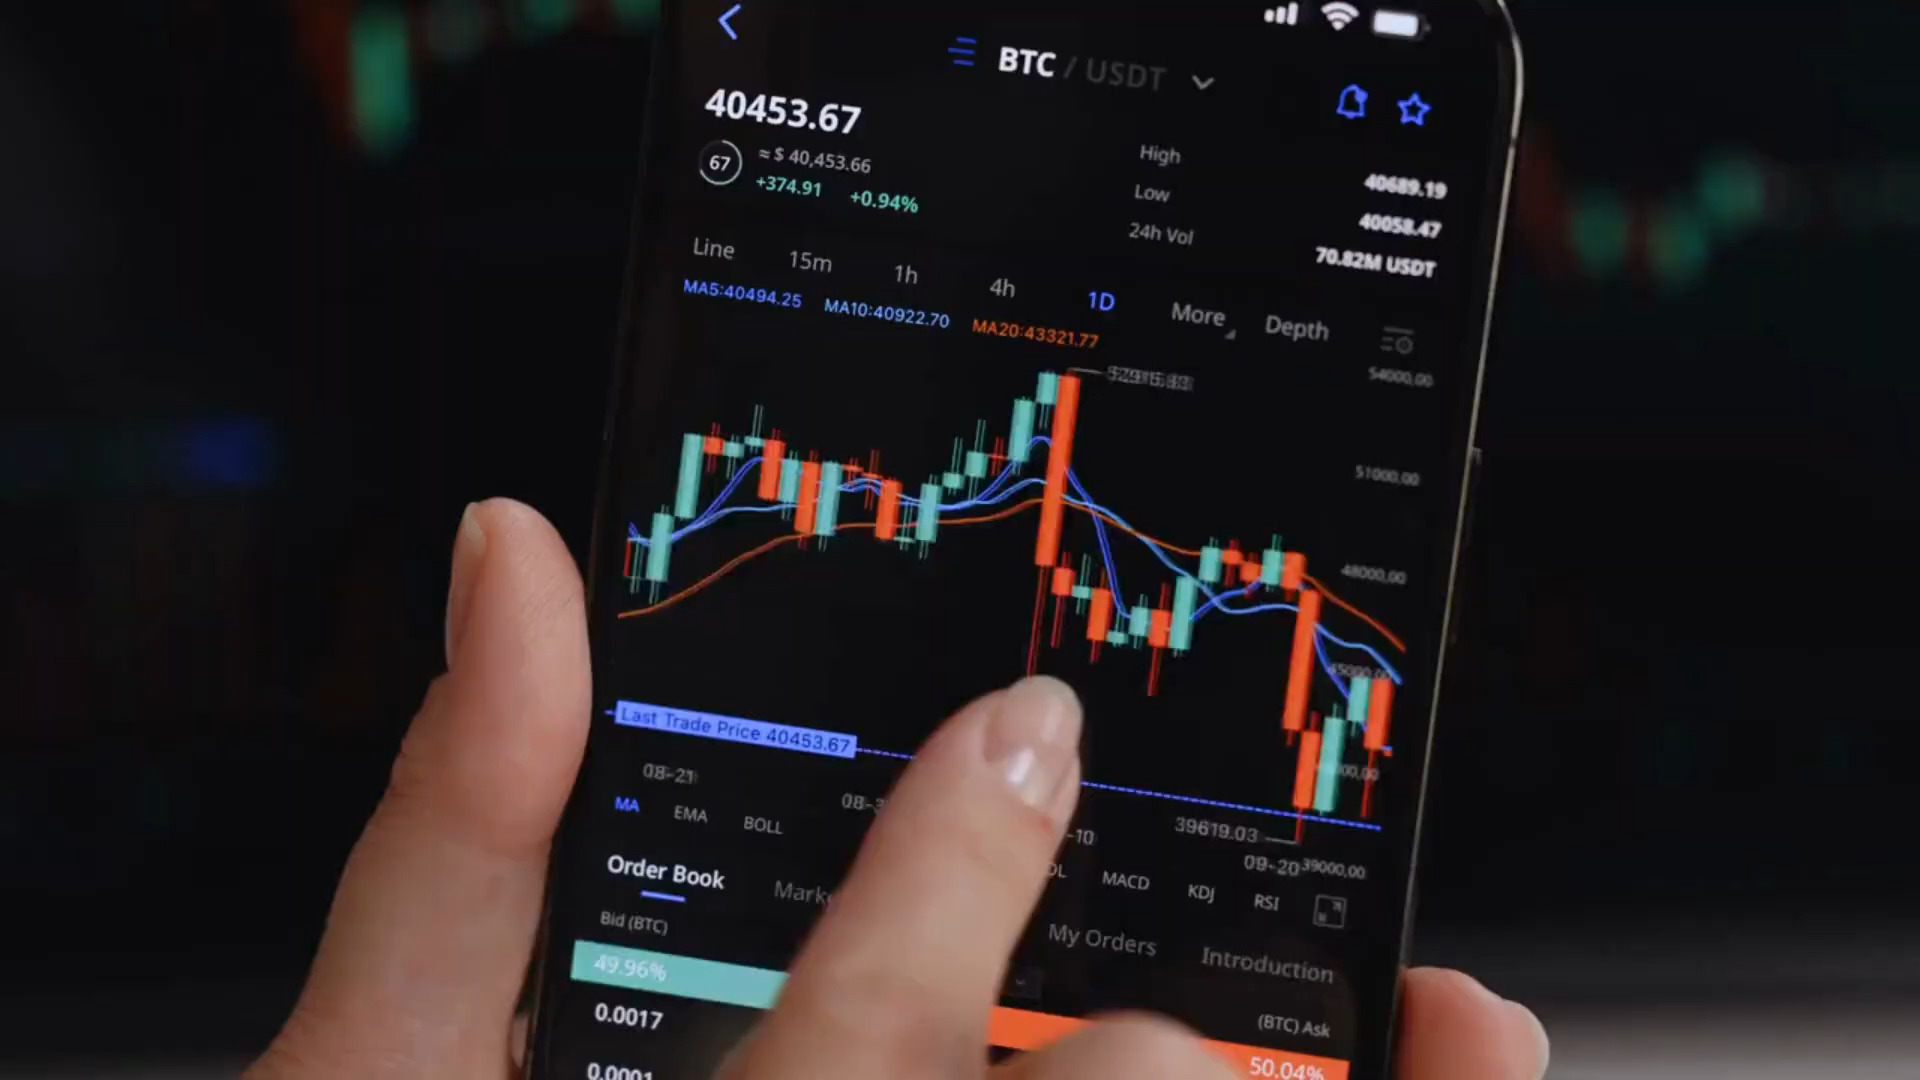 BTC / USDT
40453.67
67
≈ $ 40,453.66
+374.91 +0.94%
High 40689.19
Low 40058.47
24h Vol 70.82M USDT
Line 15m 1h 4h 1D More Depth
MA5:40494.25 MA10:40922.70 MA20:43321.77
54000.00
51000.00
48000.00
45000.00
Last Trade Price 40453.67
39619.03
39000.00
08-21 09-20
MA EMA BOLL MACD KDJ RSI
Order Book My Orders Introduction
Bid (BTC) (BTC) Ask
49.96% 50.04%
0.0017
0.0001